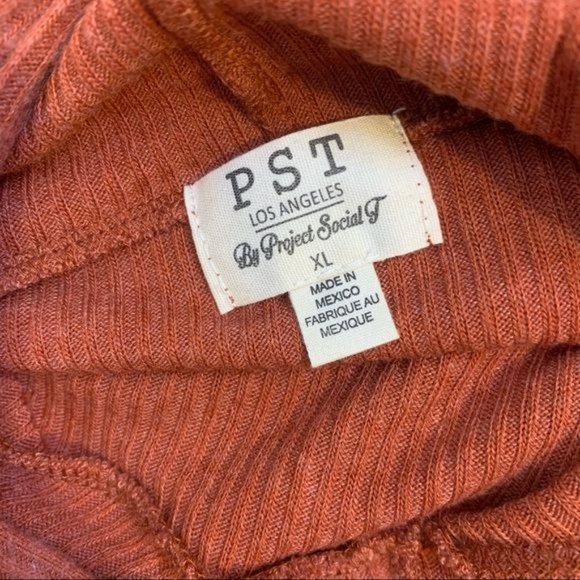 PST
LOS ANGELES
By Project Social T
XL
MADE IN
MEXICO
FABRIQUE AU
MEXIQUE